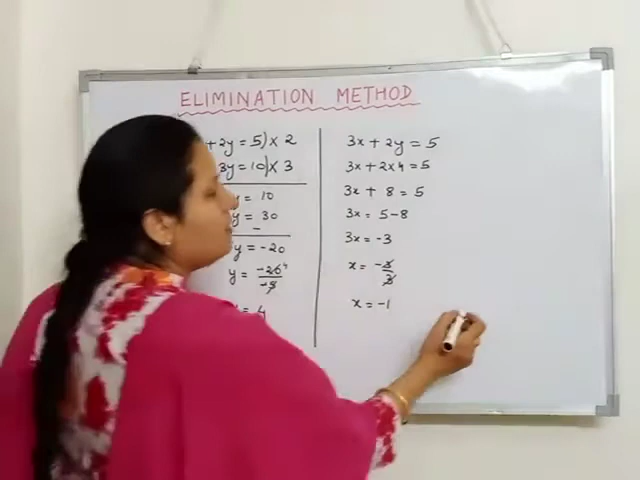 ELIMINATION METHOD
+ 2y = 5) x 2
3y = 10) x 3
y = 10
y = 30
-
y = -20
y = -20 4
-5
= 4
3x + 2y = 5
3x + 2x4 = 5
3x + 8 = 5
3x = 5-8
3x = -3
x = -3
3
x = -1